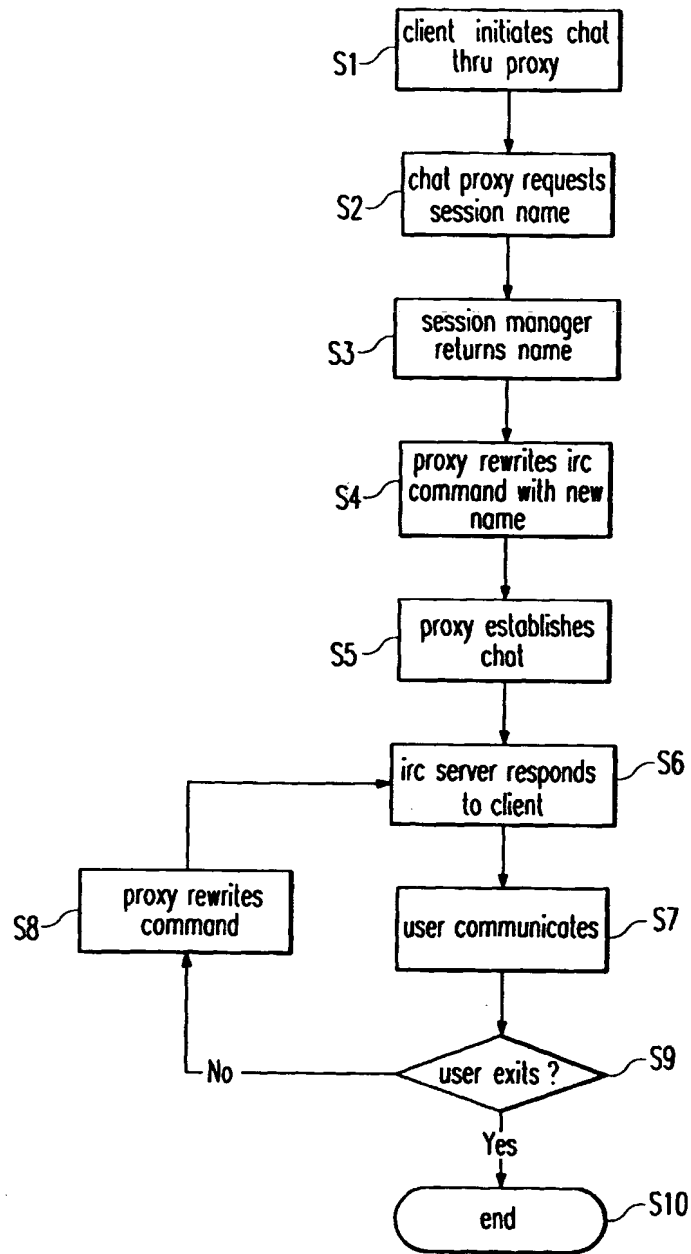 client initiates chat
thru proxy
S1
chat proxy requests
session name
S2
session manager
returns name
S3
proxy rewrites irc
command with new
name
S4
proxy establishes
chat
S5
irc server responds
to client
S6
proxy rewrites
command
S8
user communicates
S7
user exits ?
S9
No
Yes
end
S10